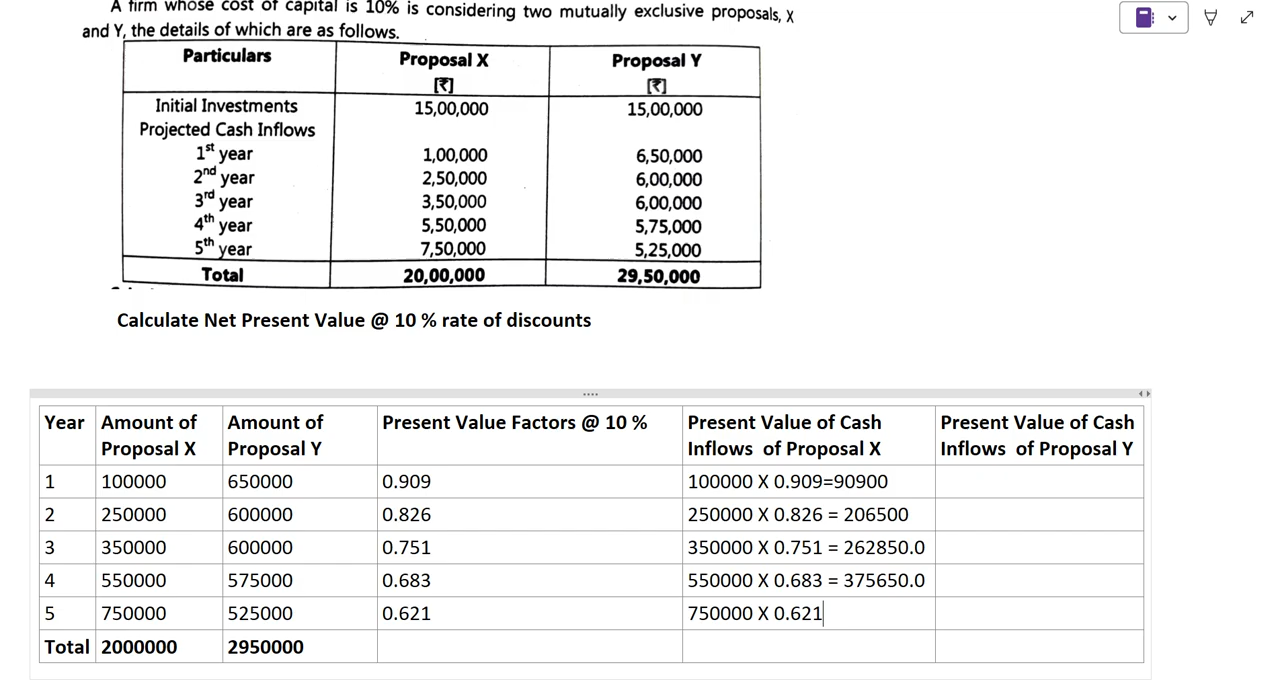 A firm whose cost of capital is 10% is considering two mutually exclusive proposals, X
and Y, the details of which are as follows.
Particulars Proposal X Proposal Y
[₹] [₹]
Initial Investments 15,00,000 15,00,000
Projected Cash Inflows
1st year 1,00,000 6,50,000
2nd year 2,50,000 6,00,000
3rd year 3,50,000 6,00,000
4th year 5,50,000 5,75,000
5th year 7,50,000 5,25,000
Total 20,00,000 29,50,000
Calculate Net Present Value @ 10 % rate of discounts
Year Amount of Amount of Present Value Factors @ 10 % Present Value of Cash Present Value of Cash
Proposal X Proposal Y Inflows of Proposal X Inflows of Proposal Y
1 100000 650000 0.909 100000 X 0.909=90900
2 250000 600000 0.826 250000 X 0.826 = 206500
3 350000 600000 0.751 350000 X 0.751 = 262850.0
4 550000 575000 0.683 550000 X 0.683 = 375650.0
5 750000 525000 0.621 750000 X 0.621
Total 2000000 2950000